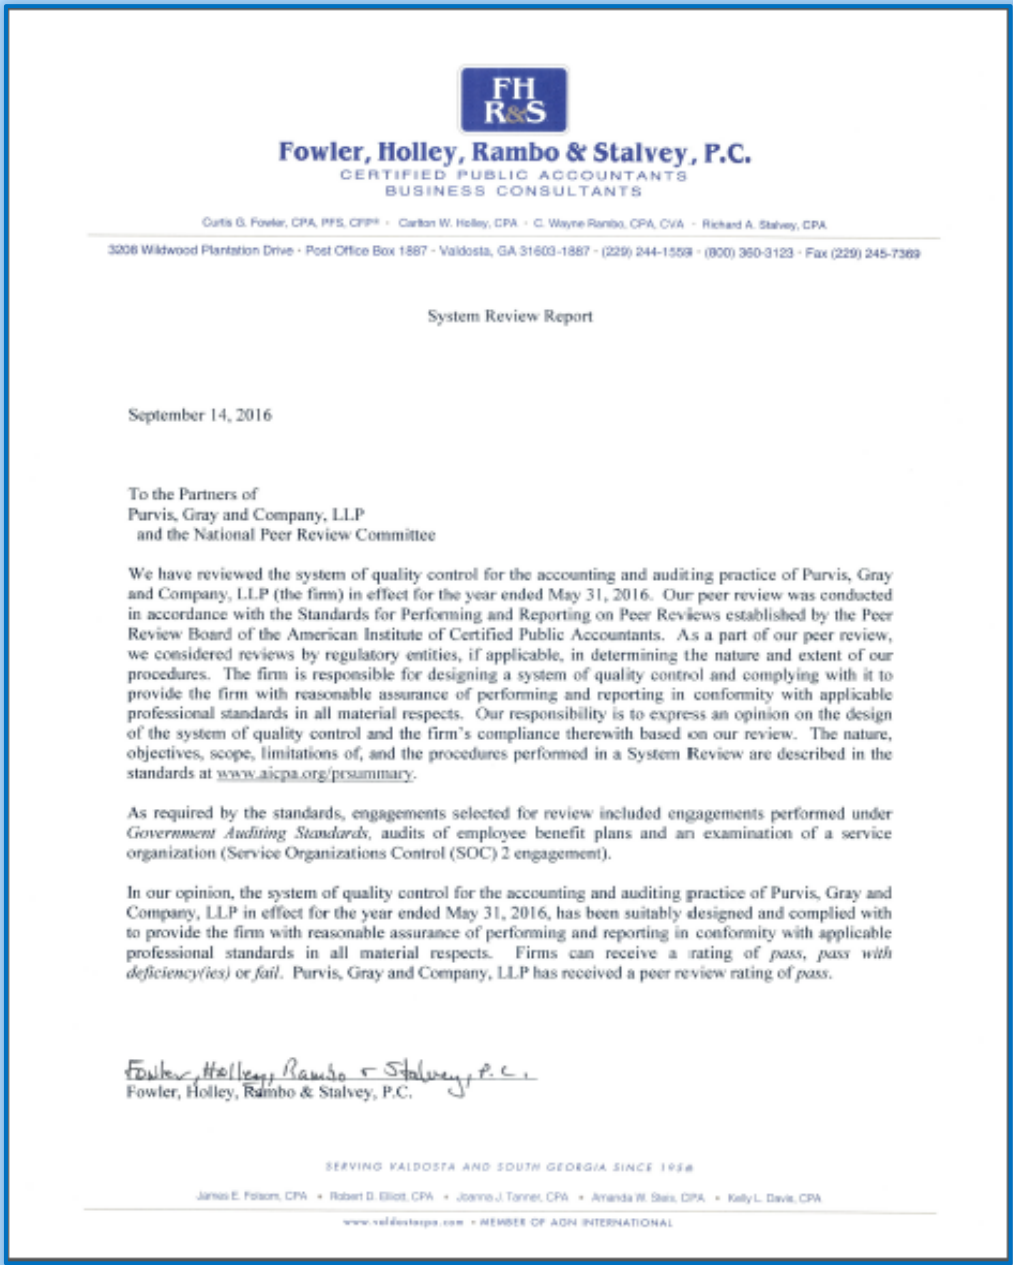 FH
R&S
Fowler, Holley, Rambo & Stalvey, P.C.
CERTIFIED PUBLIC ACCOUNTANTS
BUSINESS CONSULTANTS
Curtis G. Fowler, CPA, PFS, CFP® · Carlton W. Holley, CPA · C. Wayne Rambo, CPA, CVA · Richard A. Stalvey, CPA
3208 Wildwood Plantation Drive · Post Office Box 1887 · Valdosta, GA 31603-1887 · (229) 244-1559 · (800) 360-3123 · Fax (229) 245-7369
System Review Report
September 14, 2016
To the Partners of
Purvis, Gray and Company, LLP
and the National Peer Review Committee
We have reviewed the system of quality control for the accounting and auditing practice of Purvis, Gray
and Company, LLP (the firm) in effect for the year ended May 31, 2016. Our peer review was conducted
in accordance with the Standards for Performing and Reporting on Peer Reviews established by the Peer
Review Board of the American Institute of Certified Public Accountants. As a part of our peer review,
we considered reviews by regulatory entities, if applicable, in determining the nature and extent of our
procedures. The firm is responsible for designing a system of quality control and complying with it to
provide the firm with reasonable assurance of performing and reporting in conformity with applicable
professional standards in all material respects. Our responsibility is to express an opinion on the design
of the system of quality control and the firm's compliance therewith based on our review. The nature,
objectives, scope, limitations of, and the procedures performed in a System Review are described in the
standards at www.aicpa.org/prsummary.
As required by the standards, engagements selected for review included engagements performed under
Government Auditing Standards, audits of employee benefit plans and an examination of a service
organization (Service Organizations Control (SOC) 2 engagement).
In our opinion, the system of quality control for the accounting and auditing practice of Purvis, Gray and
Company, LLP in effect for the year ended May 31, 2016, has been suitably designed and complied with
to provide the firm with reasonable assurance of performing and reporting in conformity with applicable
professional standards in all material respects. Firms can receive a rating of pass, pass with
deficiency(ies) or fail. Purvis, Gray and Company, LLP has received a peer review rating of pass.
Fowler, Holley, Rambo + Stalvey, P.C.
Fowler, Holley, Rambo & Stalvey, P.C.
SERVING VALDOSTA AND SOUTH GEORGIA SINCE 1956
James E. Folsom, CPA • Robert D. Elliott, CPA • Joanna J. Tanner, CPA • Amanda W. CPA • Kelly L. Davis, CPA
www.valdostacpa.com • MEMBER OF AGN INTERNATIONAL